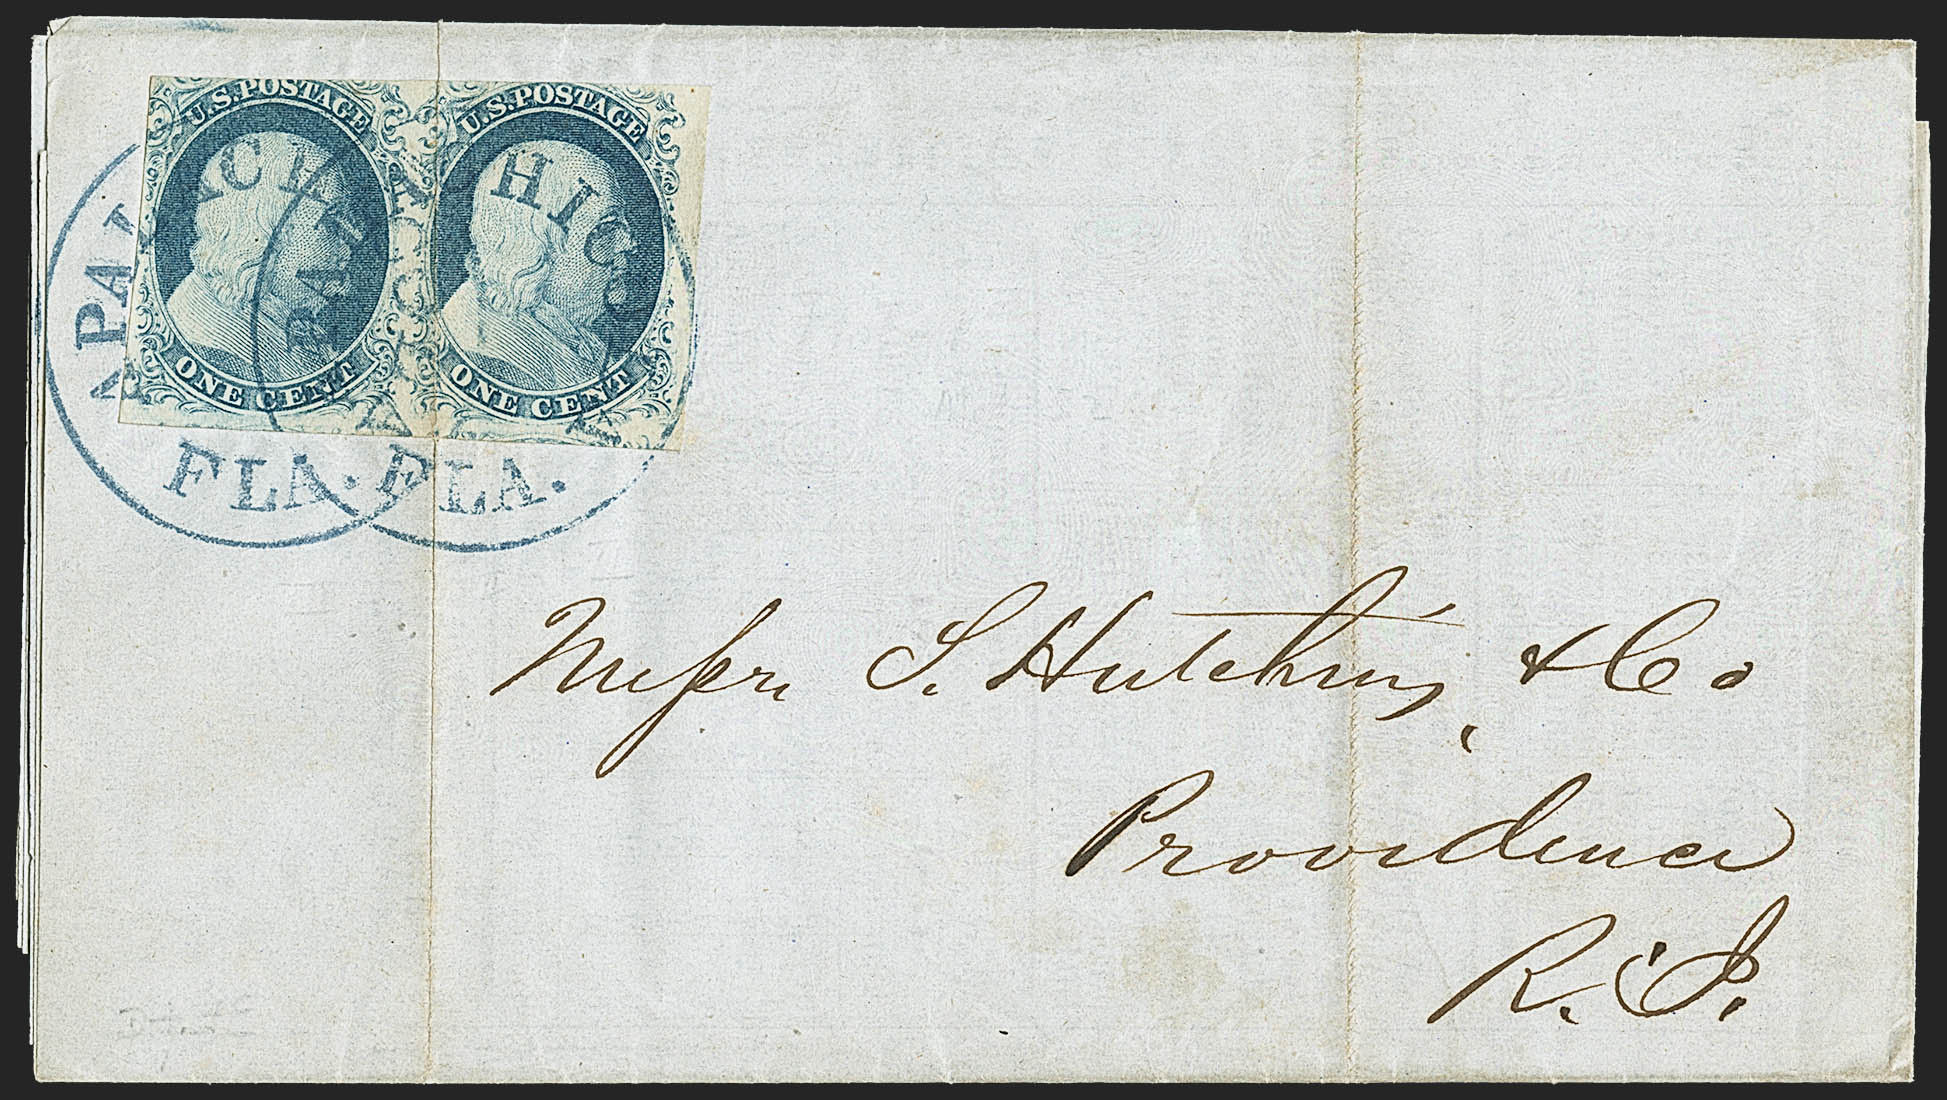 U.S.POSTAGE U.S.POSTAGE
ONE CENT ONE CENT
FLA. FLA.
Messrs. S. Hutchins, & Co
Providence
R. I.